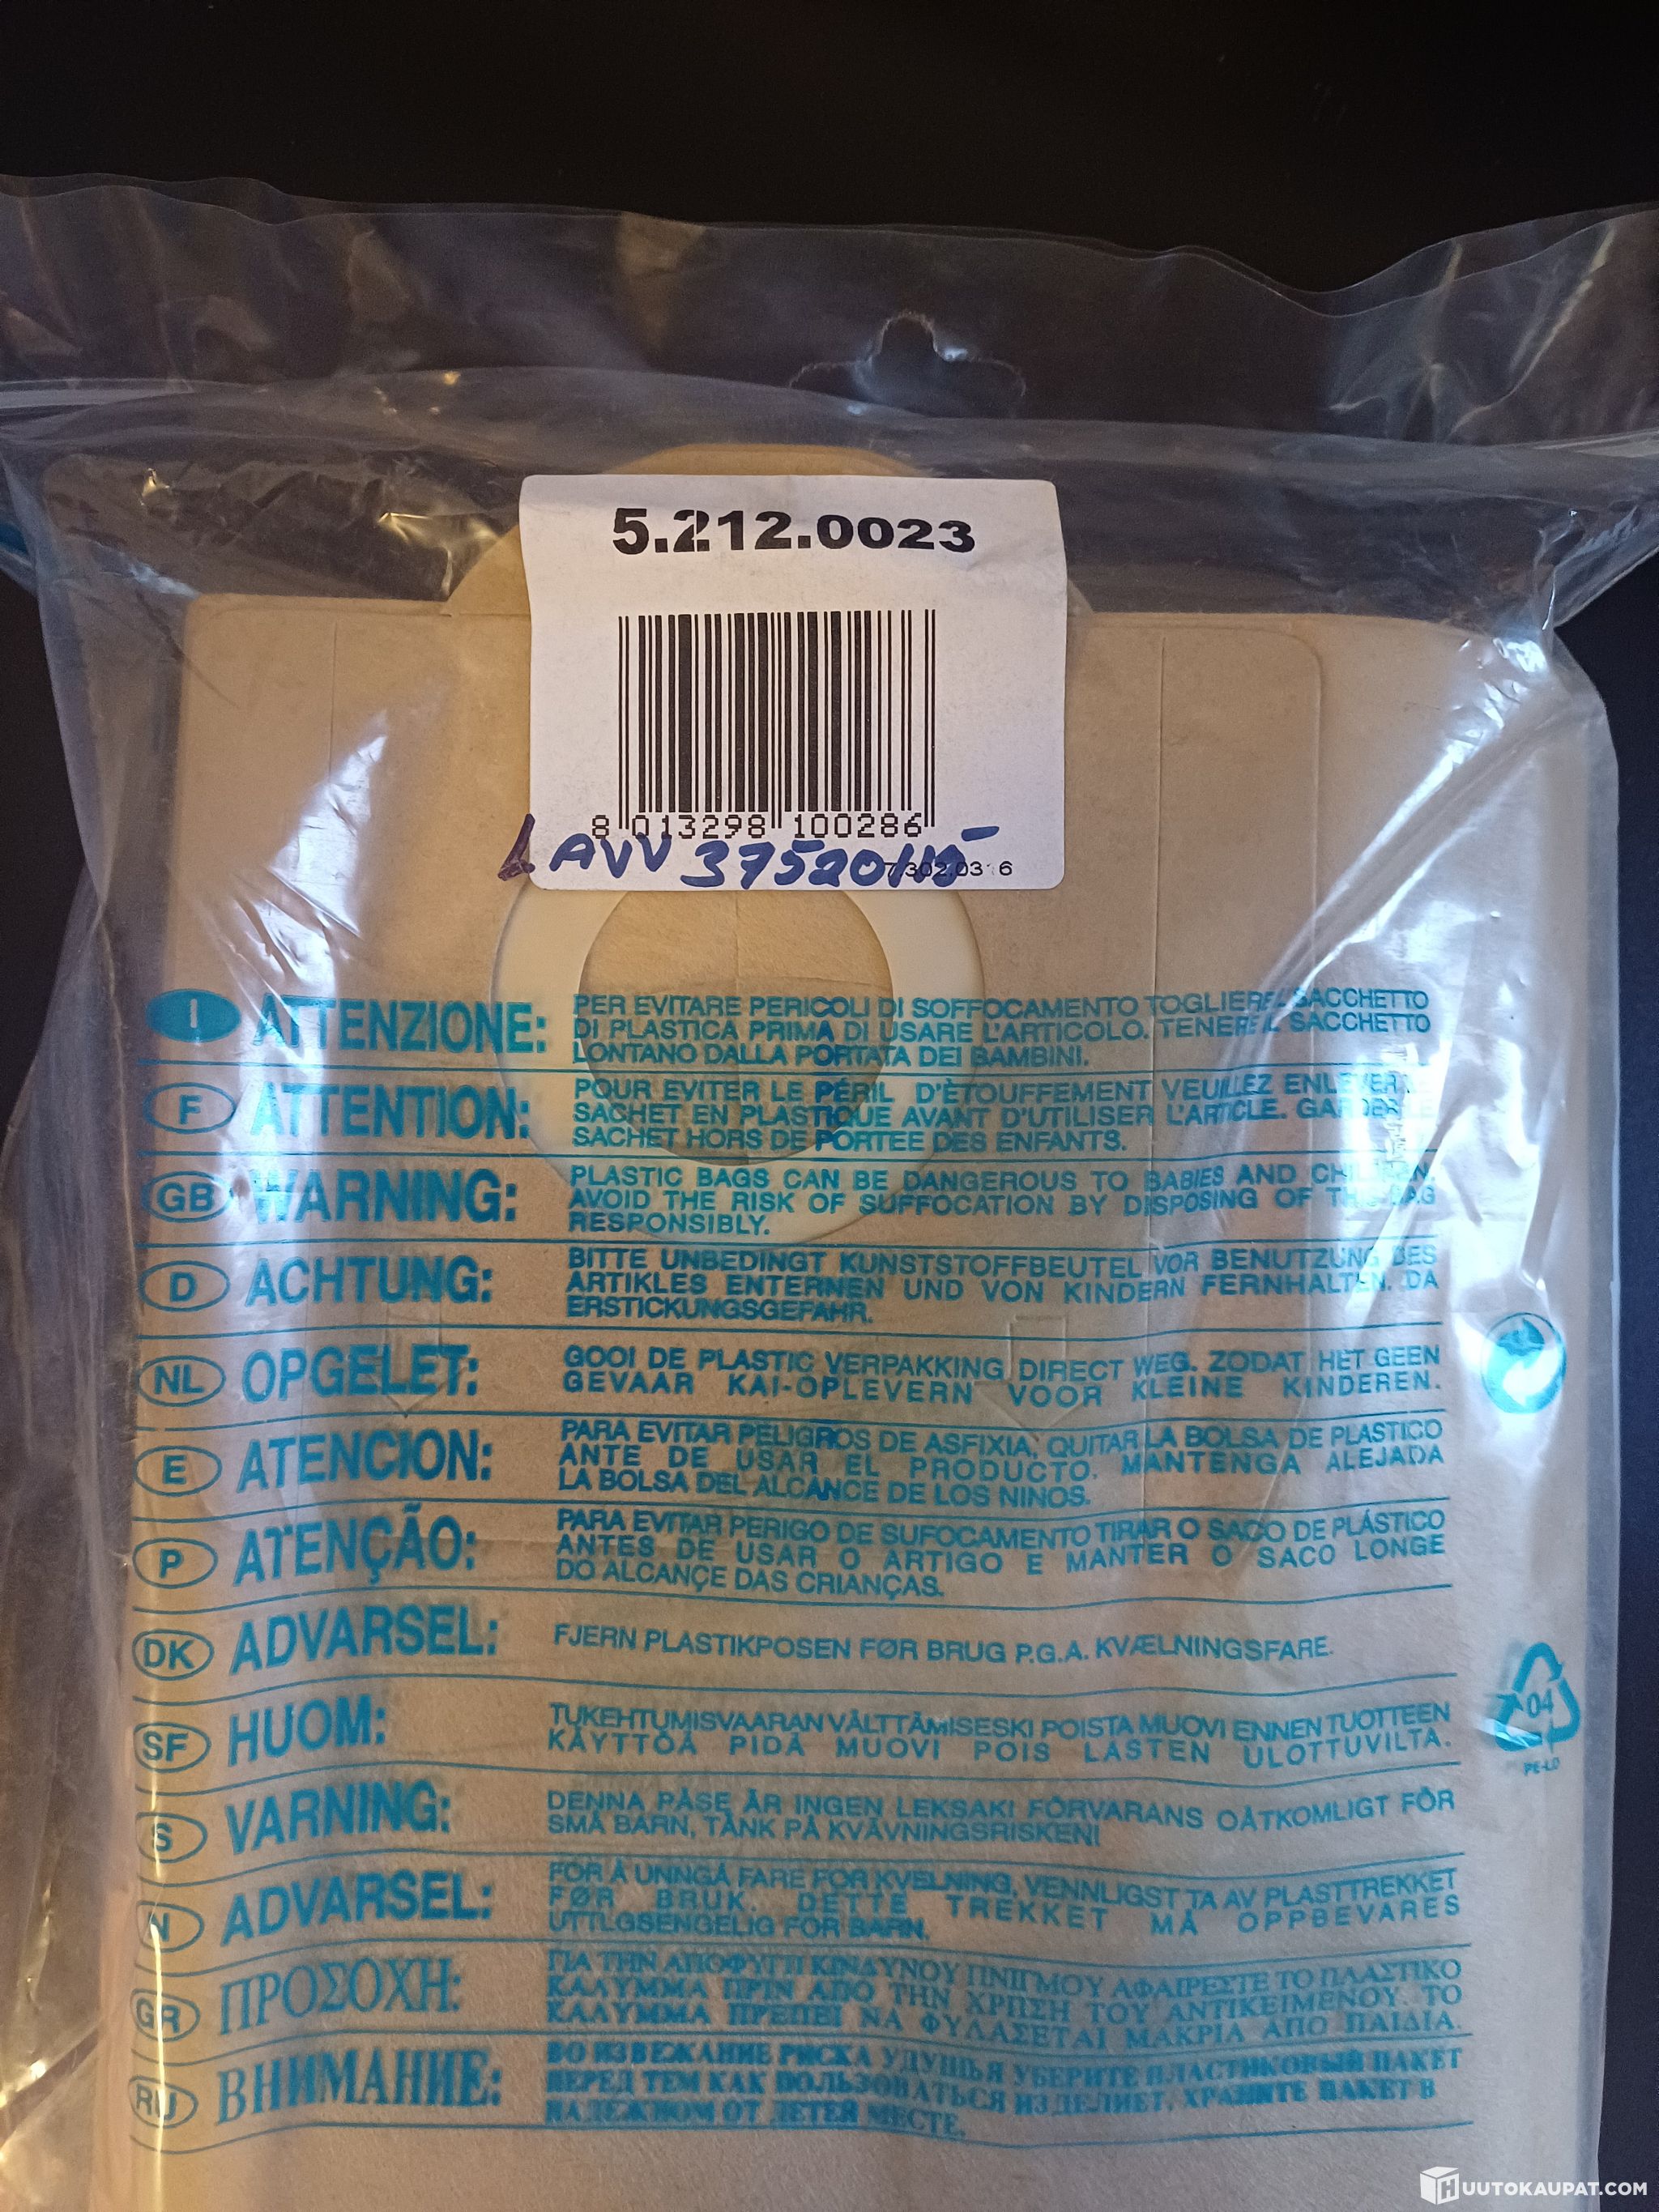 5.212.0023
8 013298 100286
LAVV 37520/115
7.302.03 6
I ATTENZIONE: PER EVITARE PERICOLI DI SOFFOCAMENTO TOGLIERE SACCHETTO
DI PLASTICA PRIMA DI USARE L'ARTICOLO. TENERE IL SACCHETTO
LONTANO DALLA PORTATA DEI BAMBINI.
F ATTENTION: POUR EVITER LE PÉRIL D'ÈTOUFFEMENT VEUILLEZ ENLEVER
SACHET EN PLASTIQUE AVANT D'UTILISER L'ARTICLE. GARDER LE
SACHET HORS DE PORTEE DES ENFANTS.
GB WARNING: PLASTIC BAGS CAN BE DANGEROUS TO BABIES AND CHILDREN,
AVOID THE RISK OF SUFFOCATION BY DISPOSING OF THIS BAG
RESPONSIBLY.
D ACHTUNG: BITTE UNBEDINGT KUNSTSTOFFBEUTEL VOR BENUTZUNG DES
ARTIKLES ENTERNEN UND VON KINDERN FERNHALTEN. DA
ERSTICKUNGSGEFAHR.
NL OPGELET: GOOI DE PLASTIC VERPAKKING DIRECT WEG. ZODAT HET GEEN
GEVAAR KAI-OPLEVERN VOOR KLEINE KINDEREN.
E ATENCION: PARA EVITAR PELIGROS DE ASFIXIA, QUITAR LA BOLSA DE PLASTICO
ANTE DE USAR EL PRODUCTO. MANTENGA ALEJADA
LA BOLSA DEL ALCANCE DE LOS NINOS.
P ATENÇÃO: PARA EVITAR PERIGO DE SUFOCAMENTO TIRAR O SACO DE PLÁSTICO
ANTES DE USAR O ARTIGO E MANTER O SACO LONGE
DO ALCANÇE DAS CRIANÇAS.
DK ADVARSEL: FJERN PLASTIKPOSEN FØR BRUG P.G.A. KVÆLNINGSFARE.
SF HUOM: TUKEHTUMISVAARAN VÄLTTÄMISESKI POISTA MUOVI ENNEN TUOTTEEN
KÄYTTÖÄ PIDÄ MUOVI POIS LASTEN ULOTTUVILTA.
S VARNING: DENNA PÅSE ÄR INGEN LEKSAK! FÖRVARANS OÅTKOMLIGT FÖR
SMÅ BARN, TÄNK PÅ KVÄVNINGSRISKEN!
N ADVARSEL: FOR Å UNNGÅ FARE FOR KVELNING, VENNLIGST TA AV PLASTTREKKET
FØR BRUK. DETTE TREKKET MÅ OPPBEVARES
UTTLGSENGELIG FOR BARN.
GR ΠΡΟΣΟΧΗ: ΓΙΑ ΤΗΝ ΑΠΟΦΥΓΗ ΚΙΝΔΥΝΟΥ ΠΝΙΓΜΟΥ ΑΦΑΙΡΕΣΤΕ ΤΟ ΠΛΑΣΤΙΚΟ
ΚΑΛΥΜΜΑ ΠΡΙΝ ΑΠΟ ΤΗΝ ΧΡΗΣΗ ΤΟΥ ΑΝΤΙΚΕΙΜΕΝΟΥ. ΤΟ
ΚΑΛΥΜΜΑ ΠΡΕΠΕΙ ΝΑ ΦΥΛΑΣΕΤΑΙ ΜΑΚΡΙΑ ΑΠΟ ΠΑΙΔΙΑ.
RU ВНИМАНИЕ: ВО ИЗБЕЖАНИЕ РИСКА УДУШЬЯ УБЕРИТЕ ПЛАСТИКОВЫЙ ПАКЕТ
ПЕРЕД ТЕМ КАК ПОЛЬЗОВАТЬСЯ ИЗДЕЛИЕТ, ХРАНИТЕ ПАКЕТ В
НАДЕЖНОМ ОТ ДЕТЕЙ МЕСТЕ.
04
PE-LD
HUUTOKAUPAT.COM